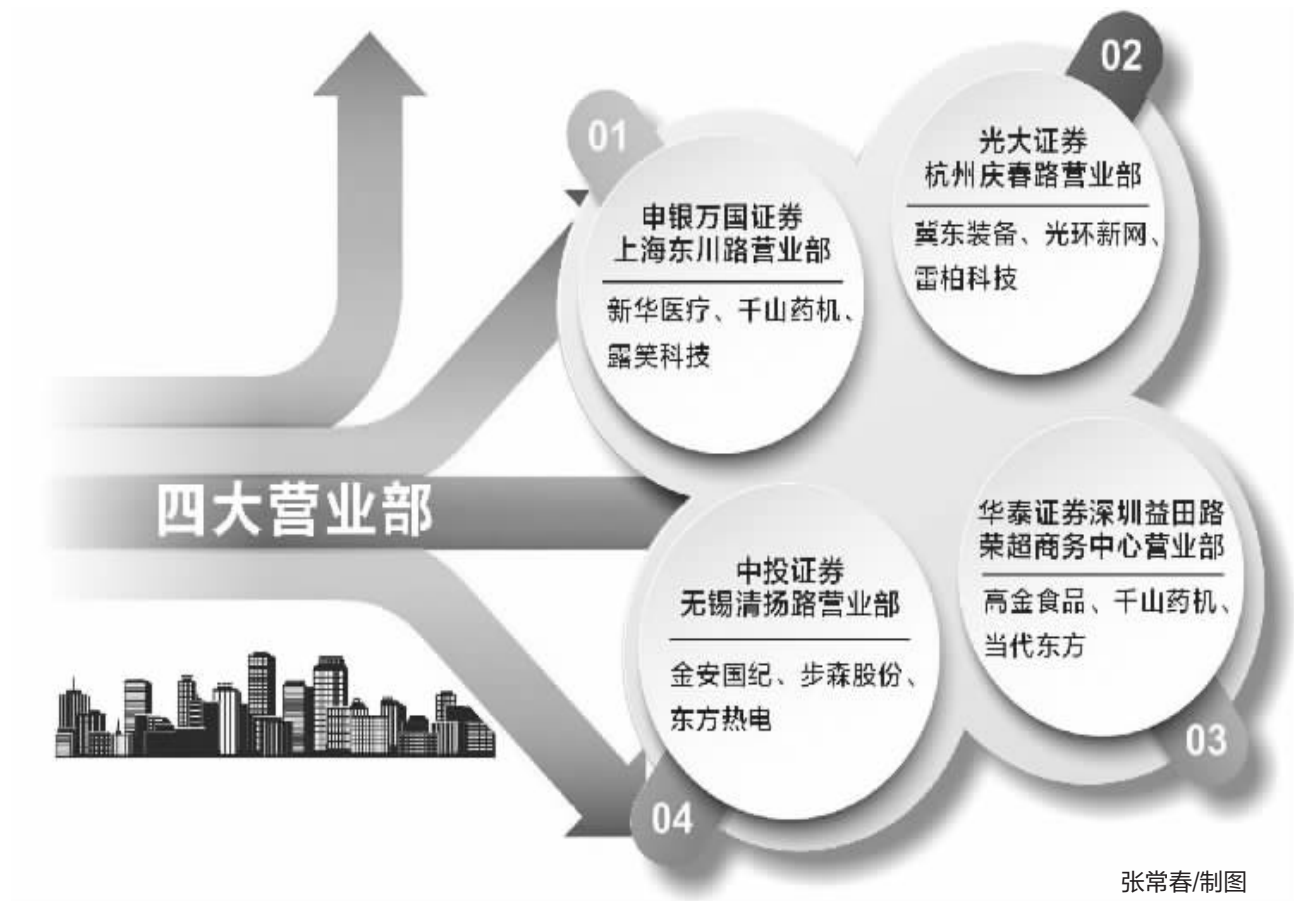 四大营业部
01
申银万国证券
上海东川路营业部
新华医疗、千山药机、
露笑科技
02
光大证券
杭州庆春路营业部
冀东装备、光环新网、
雷柏科技
华泰证券深圳益田路
荣超商务中心营业部
高金食品、千山药机、
当代东方
03
中投证券
无锡清扬路营业部
金安国纪、步森股份、
东方热电
04
张常春/制图